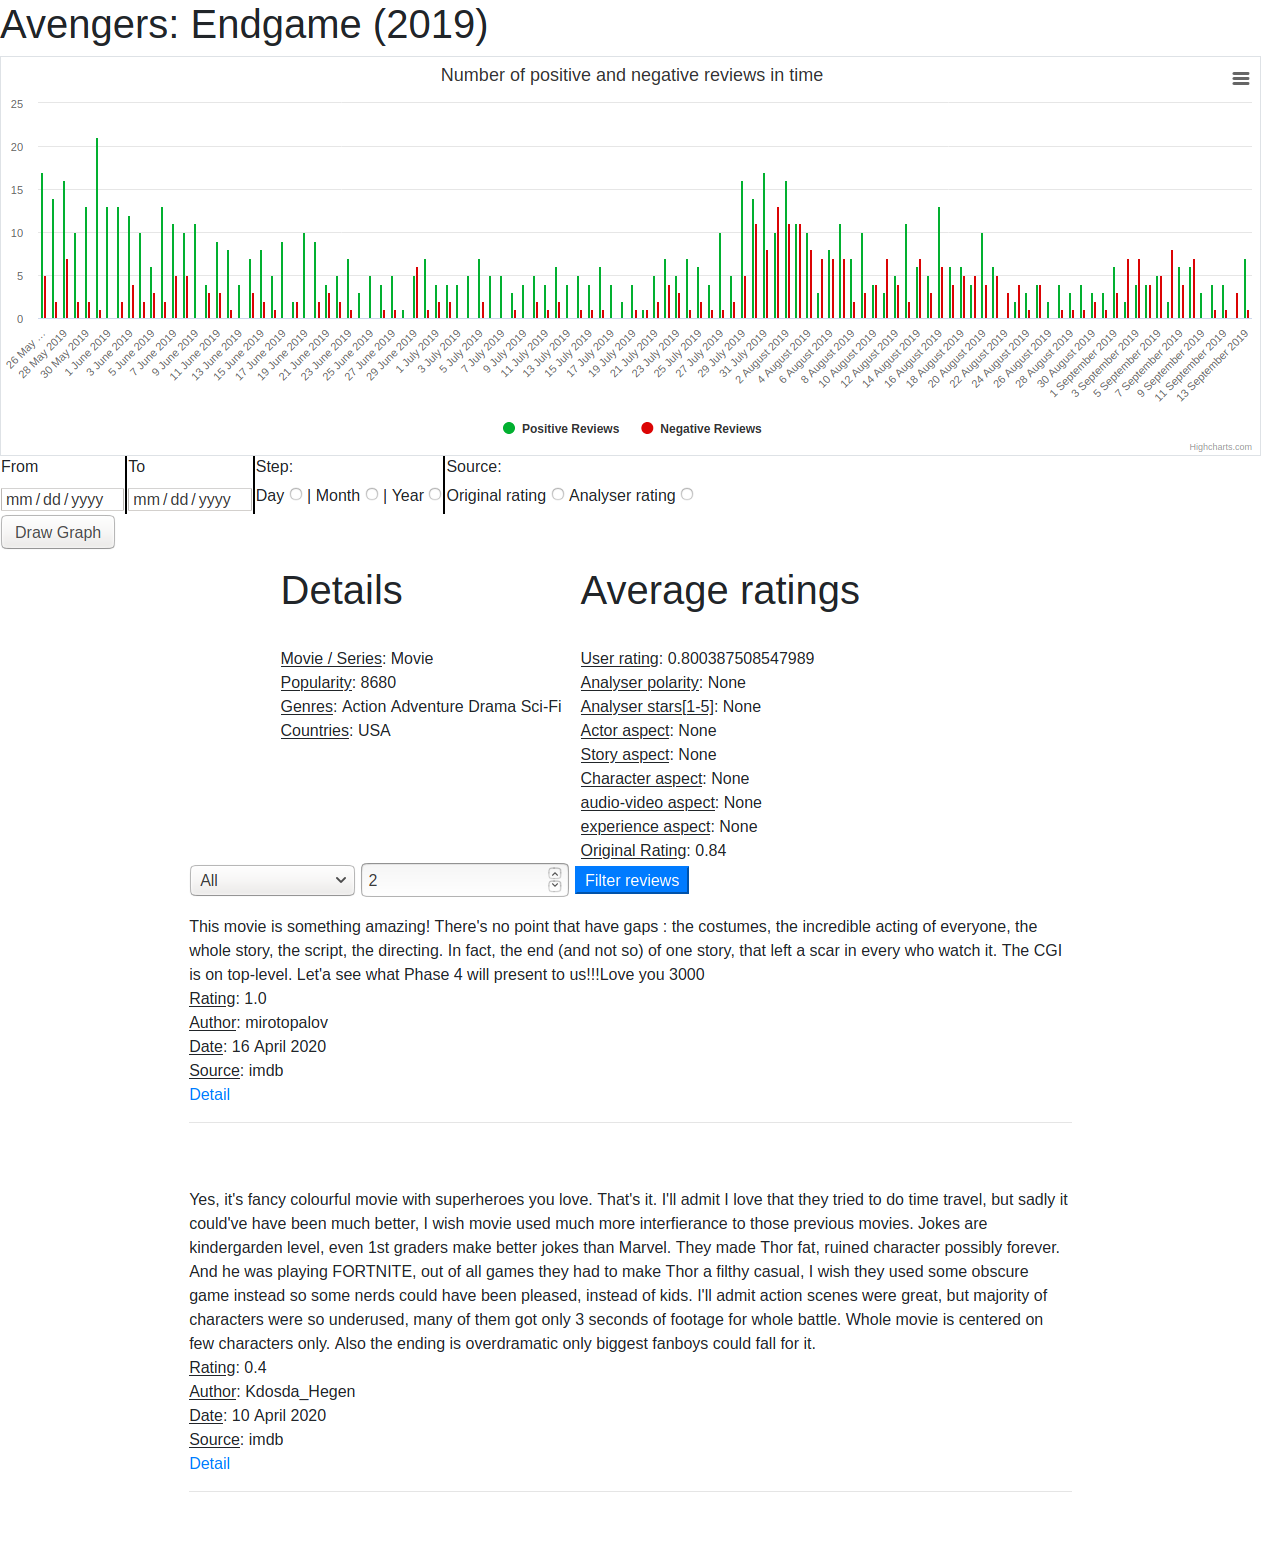 Avengers: Endgame (2019)
Number of positive and negative reviews in time
25
20
15
10
5
0
26 May …
28 May 2019
30 May 2019
1 June 2019
3 June 2019
5 June 2019
7 June 2019
9 June 2019
11 June 2019
13 June 2019
15 June 2019
17 June 2019
19 June 2019
21 June 2019
23 June 2019
25 June 2019
27 June 2019
29 June 2019
1 July 2019
3 July 2019
5 July 2019
7 July 2019
9 July 2019
11 July 2019
13 July 2019
15 July 2019
17 July 2019
19 July 2019
21 July 2019
23 July 2019
25 July 2019
27 July 2019
29 July 2019
31 July 2019
2 August 2019
4 August 2019
6 August 2019
8 August 2019
10 August 2019
12 August 2019
14 August 2019
16 August 2019
18 August 2019
20 August 2019
22 August 2019
24 August 2019
26 August 2019
28 August 2019
30 August 2019
1 September 2019
3 September 2019
5 September 2019
7 September 2019
9 September 2019
11 September 2019
13 September 2019
Positive Reviews Negative Reviews
Highcharts.com
From To Step: Source:
mm/dd/yyyy mm/dd/yyyy Day | Month | Year Original rating Analyser rating
Draw Graph
Details
Movie / Series: Movie
Popularity: 8680
Genres: Action Adventure Drama Sci-Fi
Countries: USA
Average ratings
User rating: 0.800387508547989
Analyser polarity: None
Analyser stars[1-5]: None
Actor aspect: None
Story aspect: None
Character aspect: None
audio-video aspect: None
experience aspect: None
Original Rating: 0.84
All 2 Filter reviews
This movie is something amazing! There's no point that have gaps : the costumes, the incredible acting of everyone, the
whole story, the script, the directing. In fact, the end (and not so) of one story, that left a scar in every who watch it. The CGI
is on top-level. Let'a see what Phase 4 will present to us!!!Love you 3000
Rating: 1.0
Author: mirotopalov
Date: 16 April 2020
Source: imdb
Detail
Yes, it's fancy colourful movie with superheroes you love. That's it. I'll admit I love that they tried to do time travel, but sadly it
could've have been much better, I wish movie used much more interfierance to those previous movies. Jokes are
kindergarden level, even 1st graders make better jokes than Marvel. They made Thor fat, ruined character possibly forever.
And he was playing FORTNITE, out of all games they had to make Thor a filthy casual, I wish they used some obscure
game instead so some nerds could have been pleased, instead of kids. I'll admit action scenes were great, but majority of
characters were so underused, many of them got only 3 seconds of footage for whole battle. Whole movie is centered on
few characters only. Also the ending is overdramatic only biggest fanboys could fall for it.
Rating: 0.4
Author: Kdosda_Hegen
Date: 10 April 2020
Source: imdb
Detail